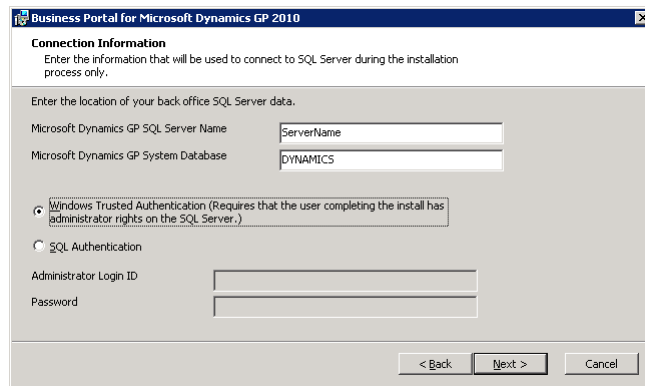 Business Portal for Microsoft Dynamics GP 2010
Connection Information
Enter the information that will be used to connect to SQL Server during the installation
process only.
Enter the location of your back office SQL Server data.
Microsoft Dynamics GP SQL Server Name
ServerName
Microsoft Dynamics GP System Database
DYNAMICS
Windows Trusted Authentication (Requires that the user completing the install has
administrator rights on the SQL Server.)
SQL Authentication
Administrator Login ID
Password
< Back
Next >
Cancel